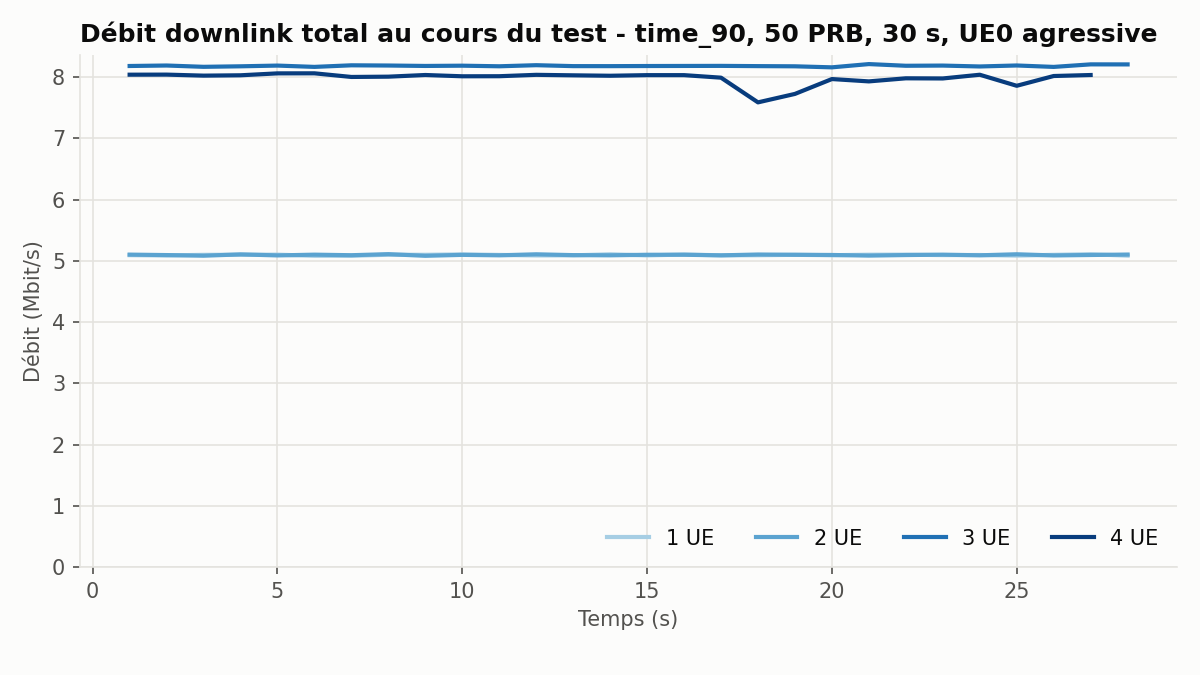 Débit downlink total au cours du test - time_90, 50 PRB, 30 s, UE0 agressive
Débit (Mbit/s)
8
7
6
5
4
3
2
1
0
1 UE 2 UE 3 UE 4 UE
0 5 10 15 20 25
Temps (s)